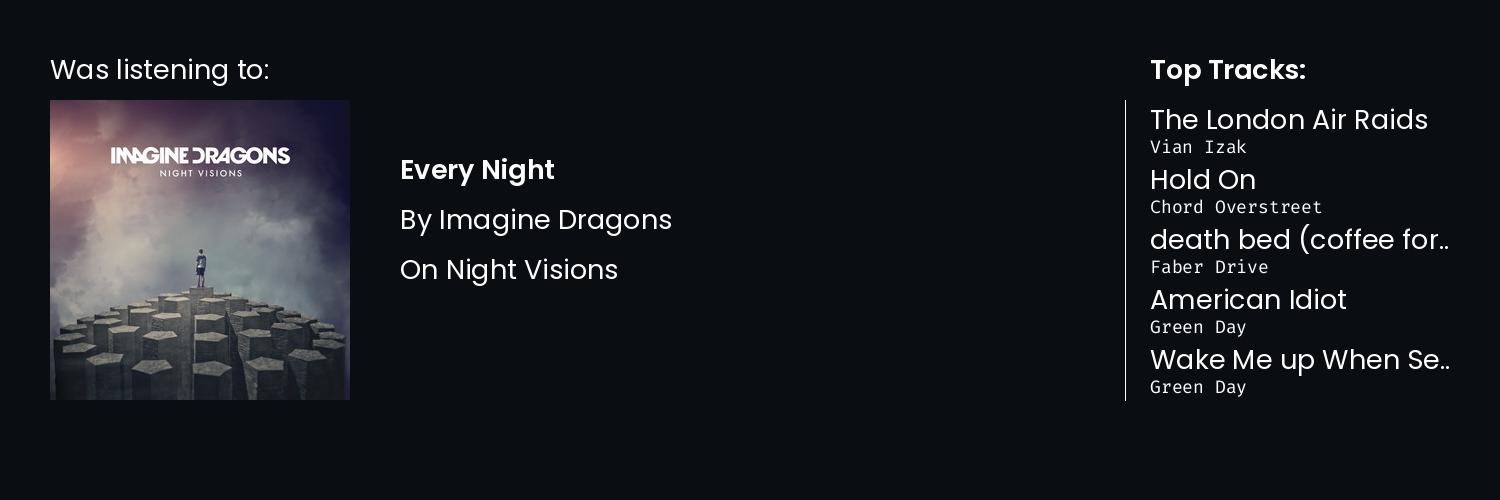 Was listening to:
IMAGINE DRAGONS
NIGHT VISIONS
Every Night
By Imagine Dragons
On Night Visions
Top Tracks:
The London Air Raids
Vian Izak
Hold On
Chord Overstreet
death bed (coffee for..
Faber Drive
American Idiot
Green Day
Wake Me up When Se..
Green Day